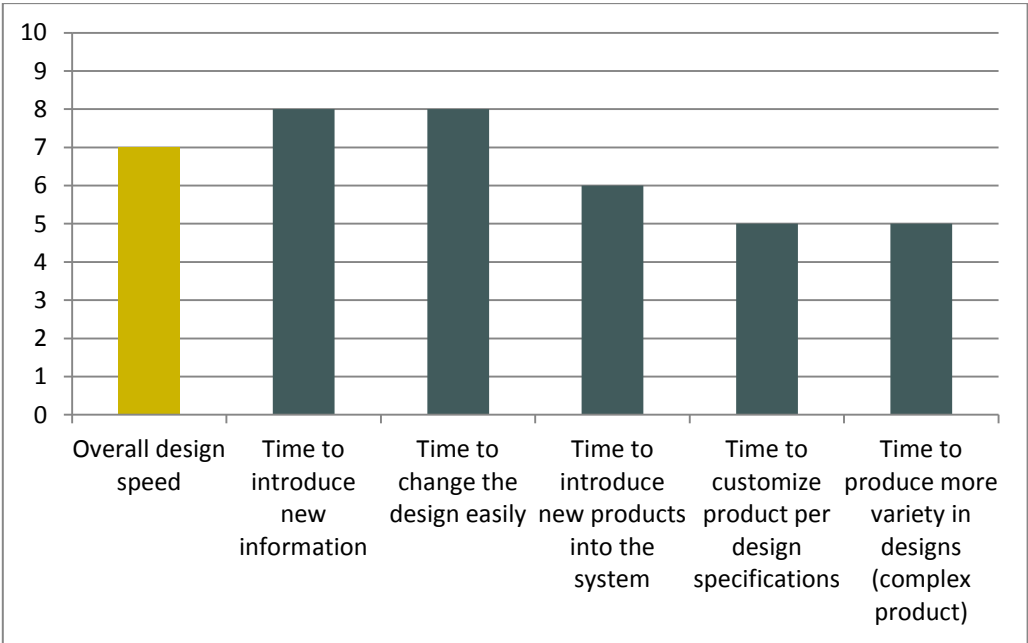 10
9
8
7
6
5
4
3
2
1
0
Overall design
speed
Time to
introduce
new
information
Time to
change the
design easily
Time to
introduce
new products
into the
system
Time to
customize
product per
design
specifications
Time to
produce more
variety in
designs
(complex
product)